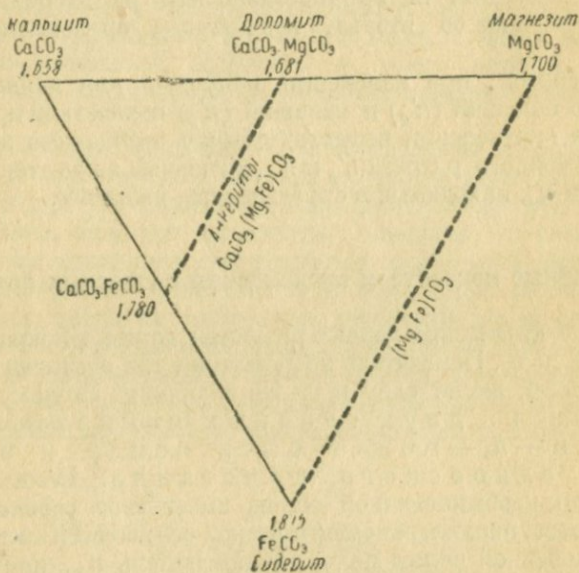 Кальцит
CaCO3
1,658
Доломит
CaCO3·MgCO3
1,681
Магнезит
MgCO3
1,700
Анкериты
CaCO3(Mg,Fe)CO3
CaCO3·FeCO3
1,780
(Mg Fe)CO3
1,815
FeCO3
Сидерит